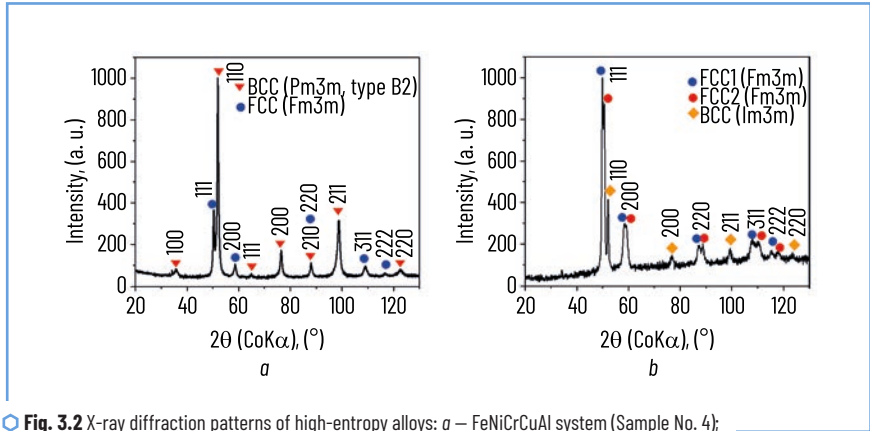 Intensity, (a. u.)
1000
800
600
400
200
0
20 40 60 80 100 120
2θ (CoKα), (°)
a
BCC (Pm3m, type B2)
FCC (Fm3m)
100
111
110
200
111
200
210
220
211
311
222
220
Intensity, (a. u.)
1000
800
600
400
200
0
20 40 60 80 100 120
2θ (CoKα), (°)
b
FCC1 (Fm3m)
FCC2 (Fm3m)
BCC (Im3m)
111
110
200
200
220
211
311
222
220
Fig. 3.2 X-ray diffraction patterns of high-entropy alloys: a — FeNiCrCuAl system (Sample No. 4);